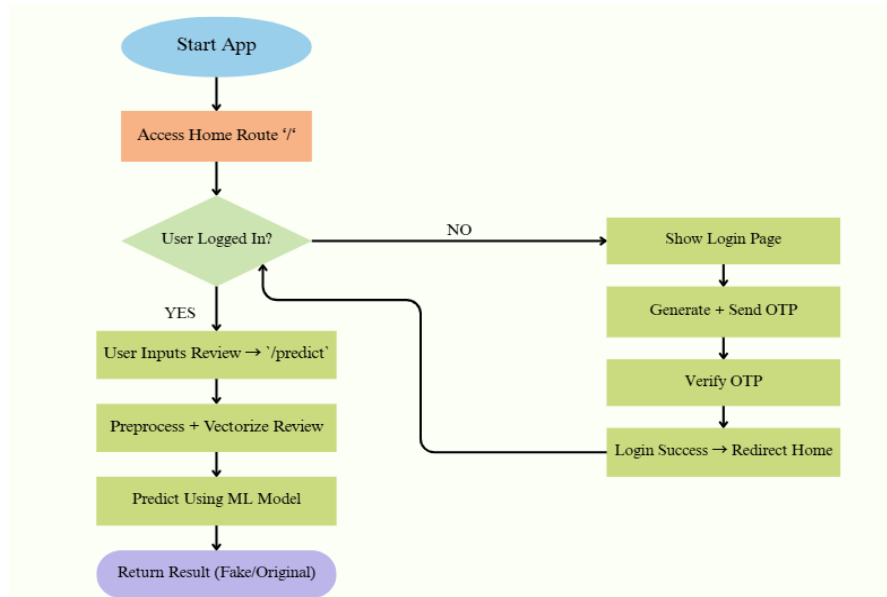 Start App
Access Home Route ‘/‘
User Logged In?
NO
Show Login Page
Generate + Send OTP
Verify OTP
Login Success → Redirect Home
YES
User Inputs Review → `/predict`
Preprocess + Vectorize Review
Predict Using ML Model
Return Result (Fake/Original)